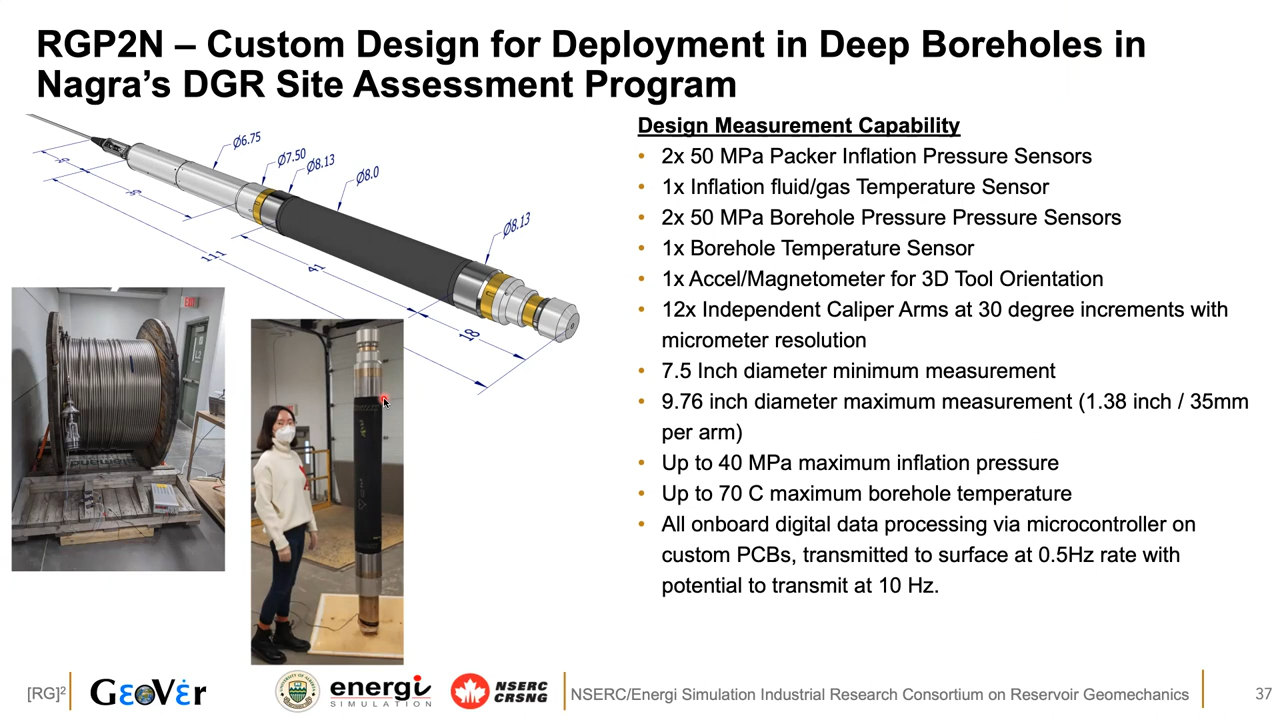 RGP2N – Custom Design for Deployment in Deep Boreholes in
Nagra’s DGR Site Assessment Program
Ø6.75
Ø7.50
Ø8.13
Ø8.0
Ø8.13
111
41
18
EXIT
Design Measurement Capability
• 2x 50 MPa Packer Inflation Pressure Sensors
• 1x Inflation fluid/gas Temperature Sensor
• 2x 50 MPa Borehole Pressure Pressure Sensors
• 1x Borehole Temperature Sensor
• 1x Accel/Magnetometer for 3D Tool Orientation
• 12x Independent Caliper Arms at 30 degree increments with
micrometer resolution
• 7.5 Inch diameter minimum measurement
• 9.76 inch diameter maximum measurement (1.38 inch / 35mm
per arm)
• Up to 40 MPa maximum inflation pressure
• Up to 70 C maximum borehole temperature
• All onboard digital data processing via microcontroller on
custom PCBs, transmitted to surface at 0.5Hz rate with
potential to transmit at 10 Hz.
[RG]²
GEOVER
energi
SIMULATION
NSERC
CRSNG
NSERC/Energi Simulation Industrial Research Consortium on Reservoir Geomechanics
37